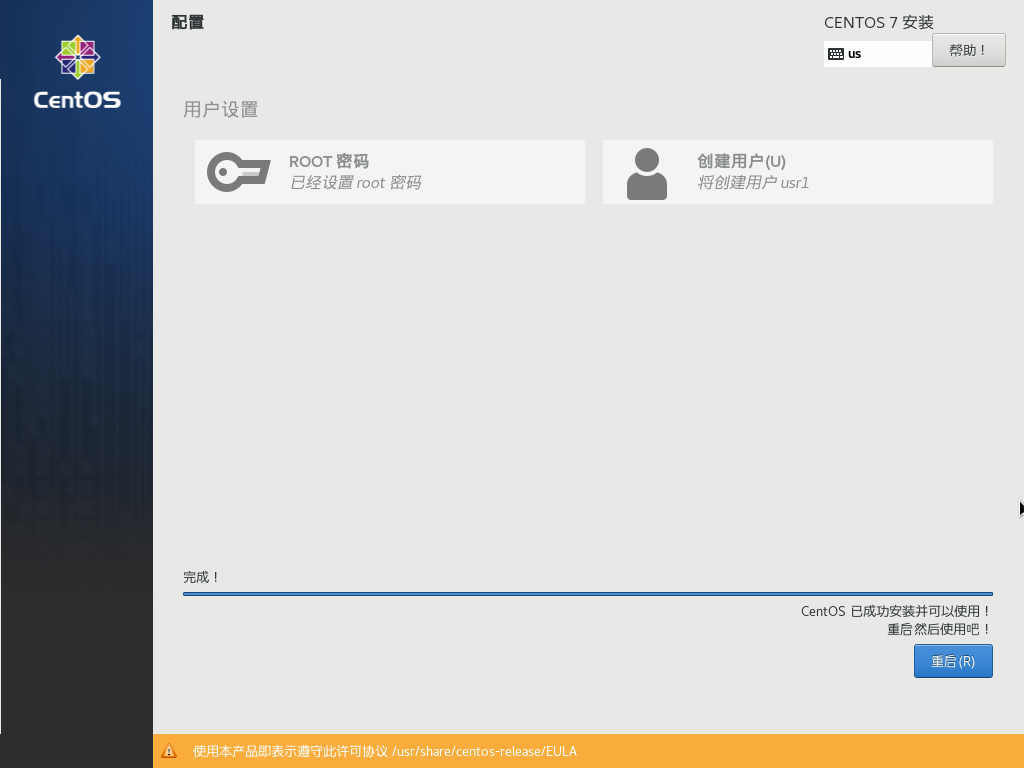 CentOS
配置
CENTOS 7 安装
us
帮助！
用户设置
ROOT 密码
已经设置 root 密码
创建用户(U)
将创建用户 usr1
完成！
CentOS 已成功安装并可以使用！
重启然后使用吧！
重启(R)
使用本产品即表示遵守此许可协议 /usr/share/centos-release/EULA